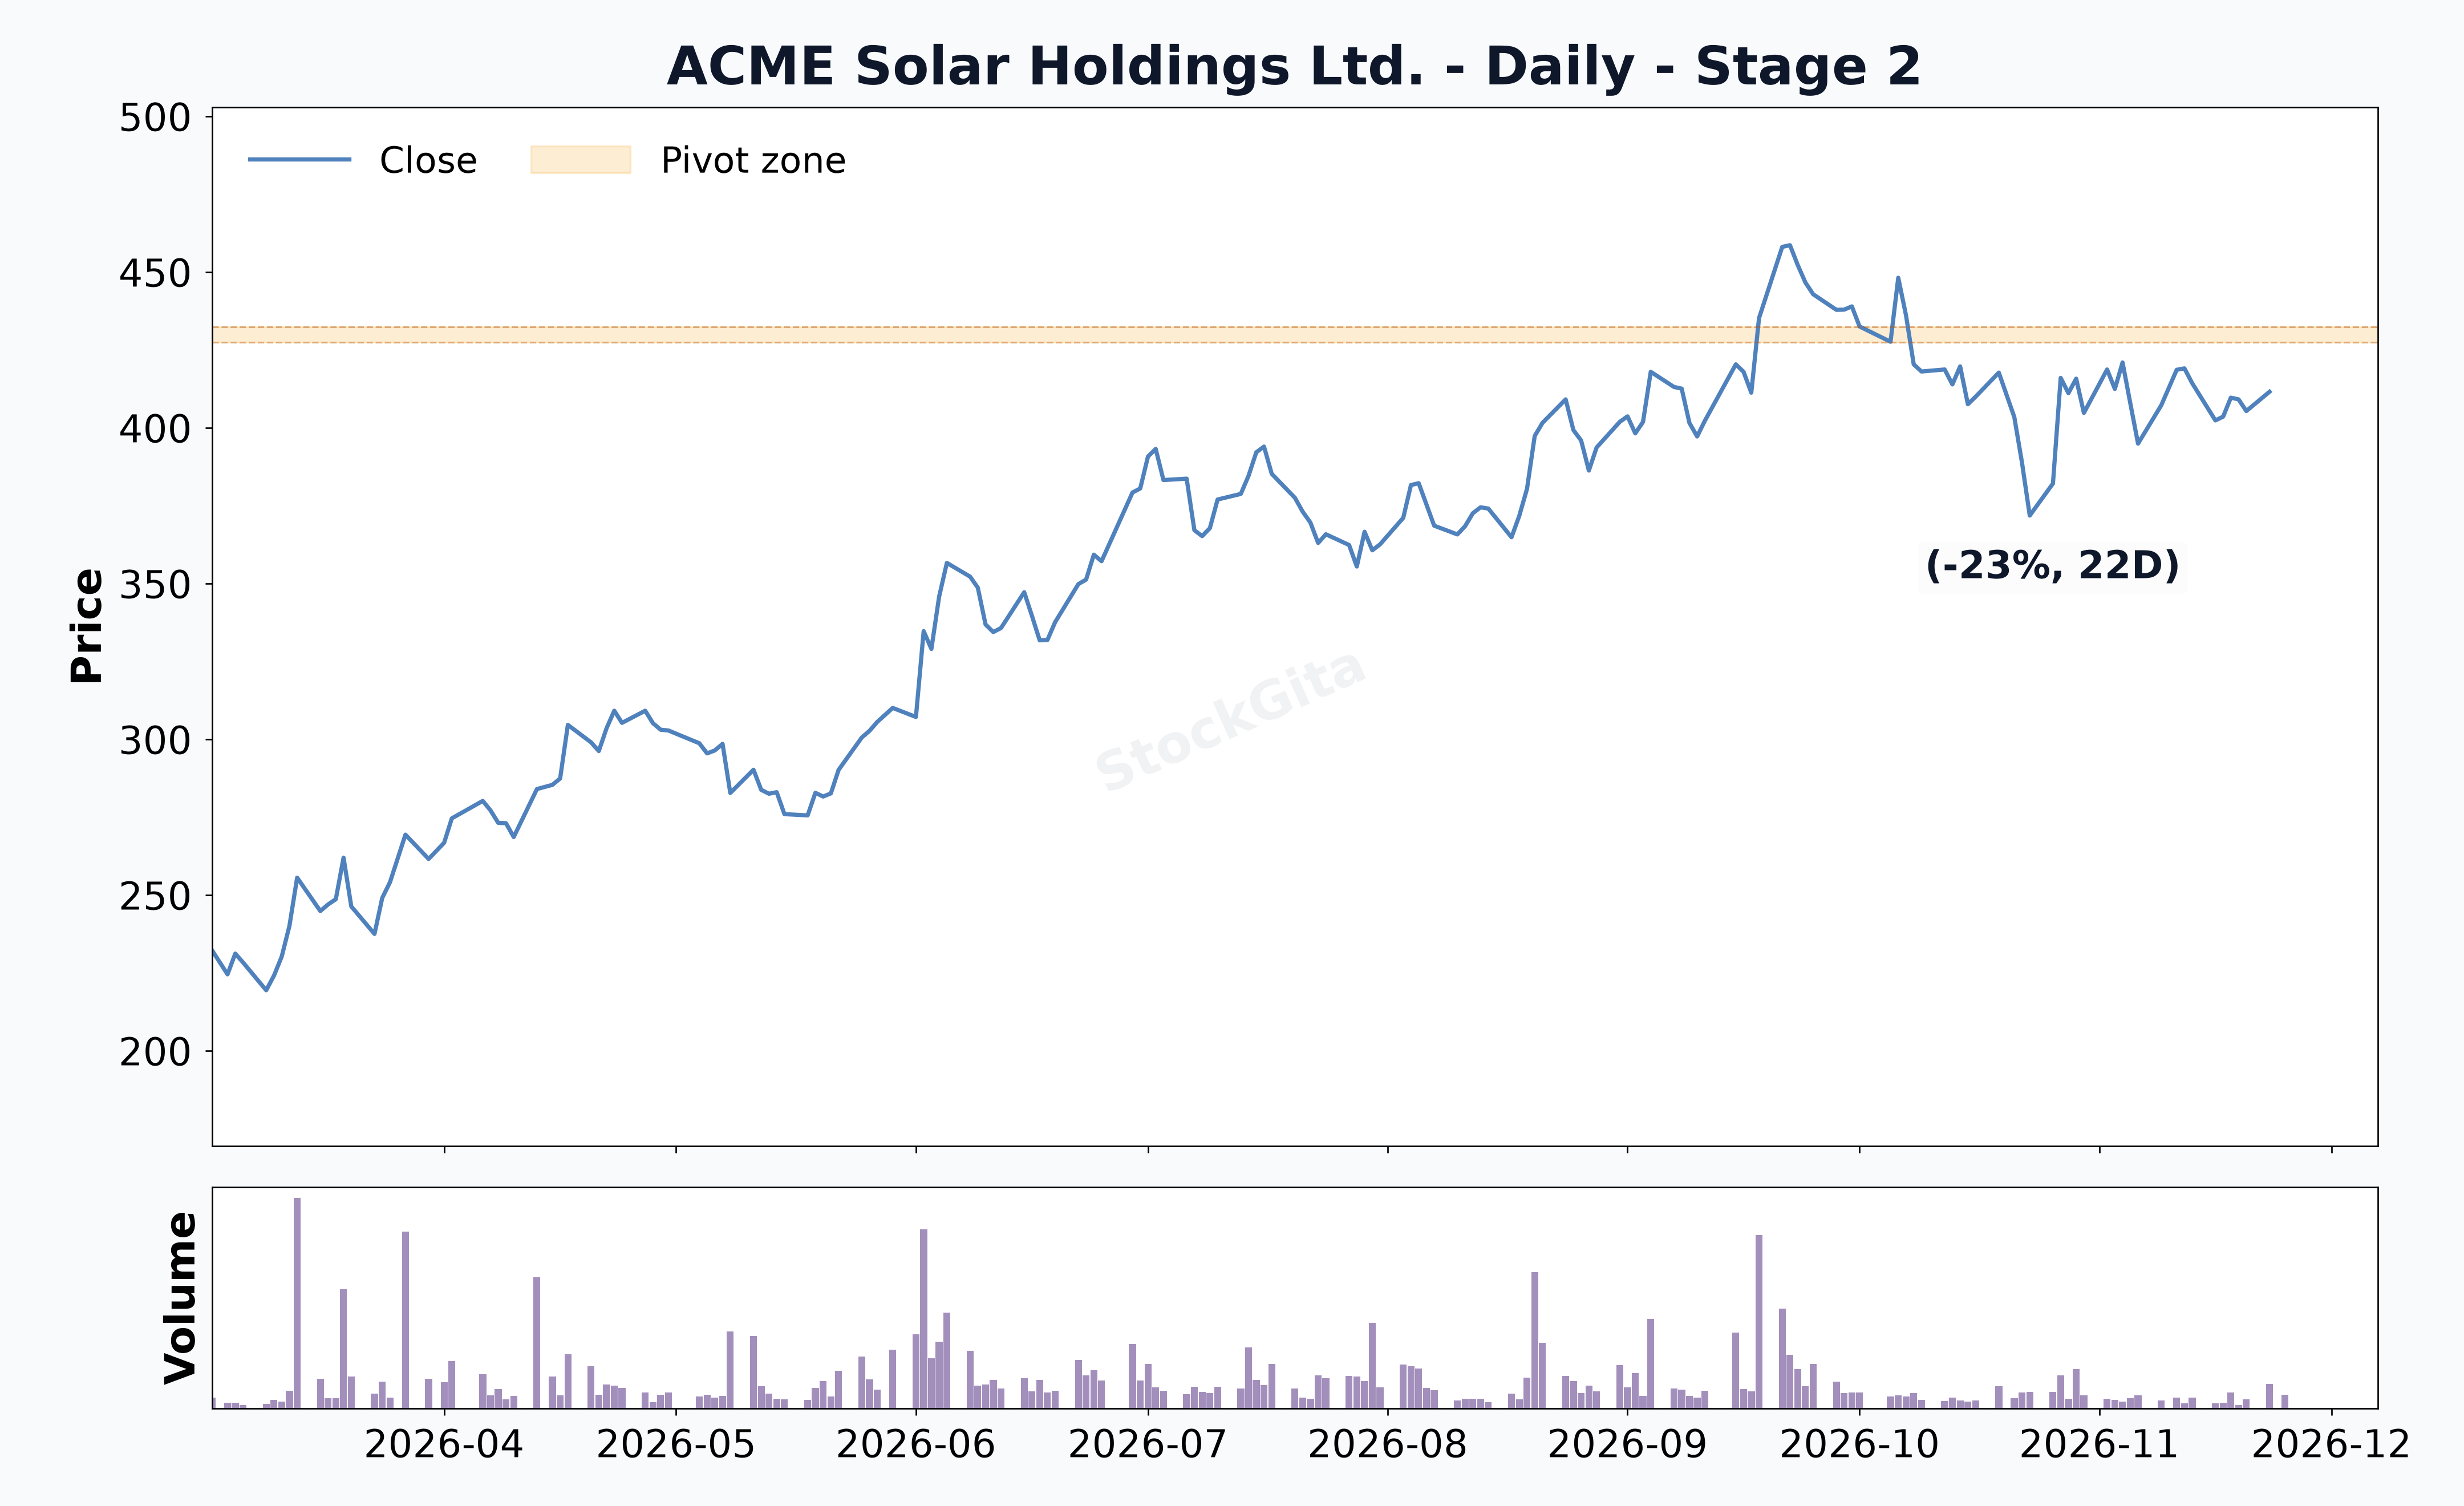 ACME Solar Holdings Ltd. - Daily - Stage 2
Close
Pivot zone
Price
500
450
400
350
300
250
200
(-23%, 22D)
StockGita
Volume
2026-04
2026-05
2026-06
2026-07
2026-08
2026-09
2026-10
2026-11
2026-12